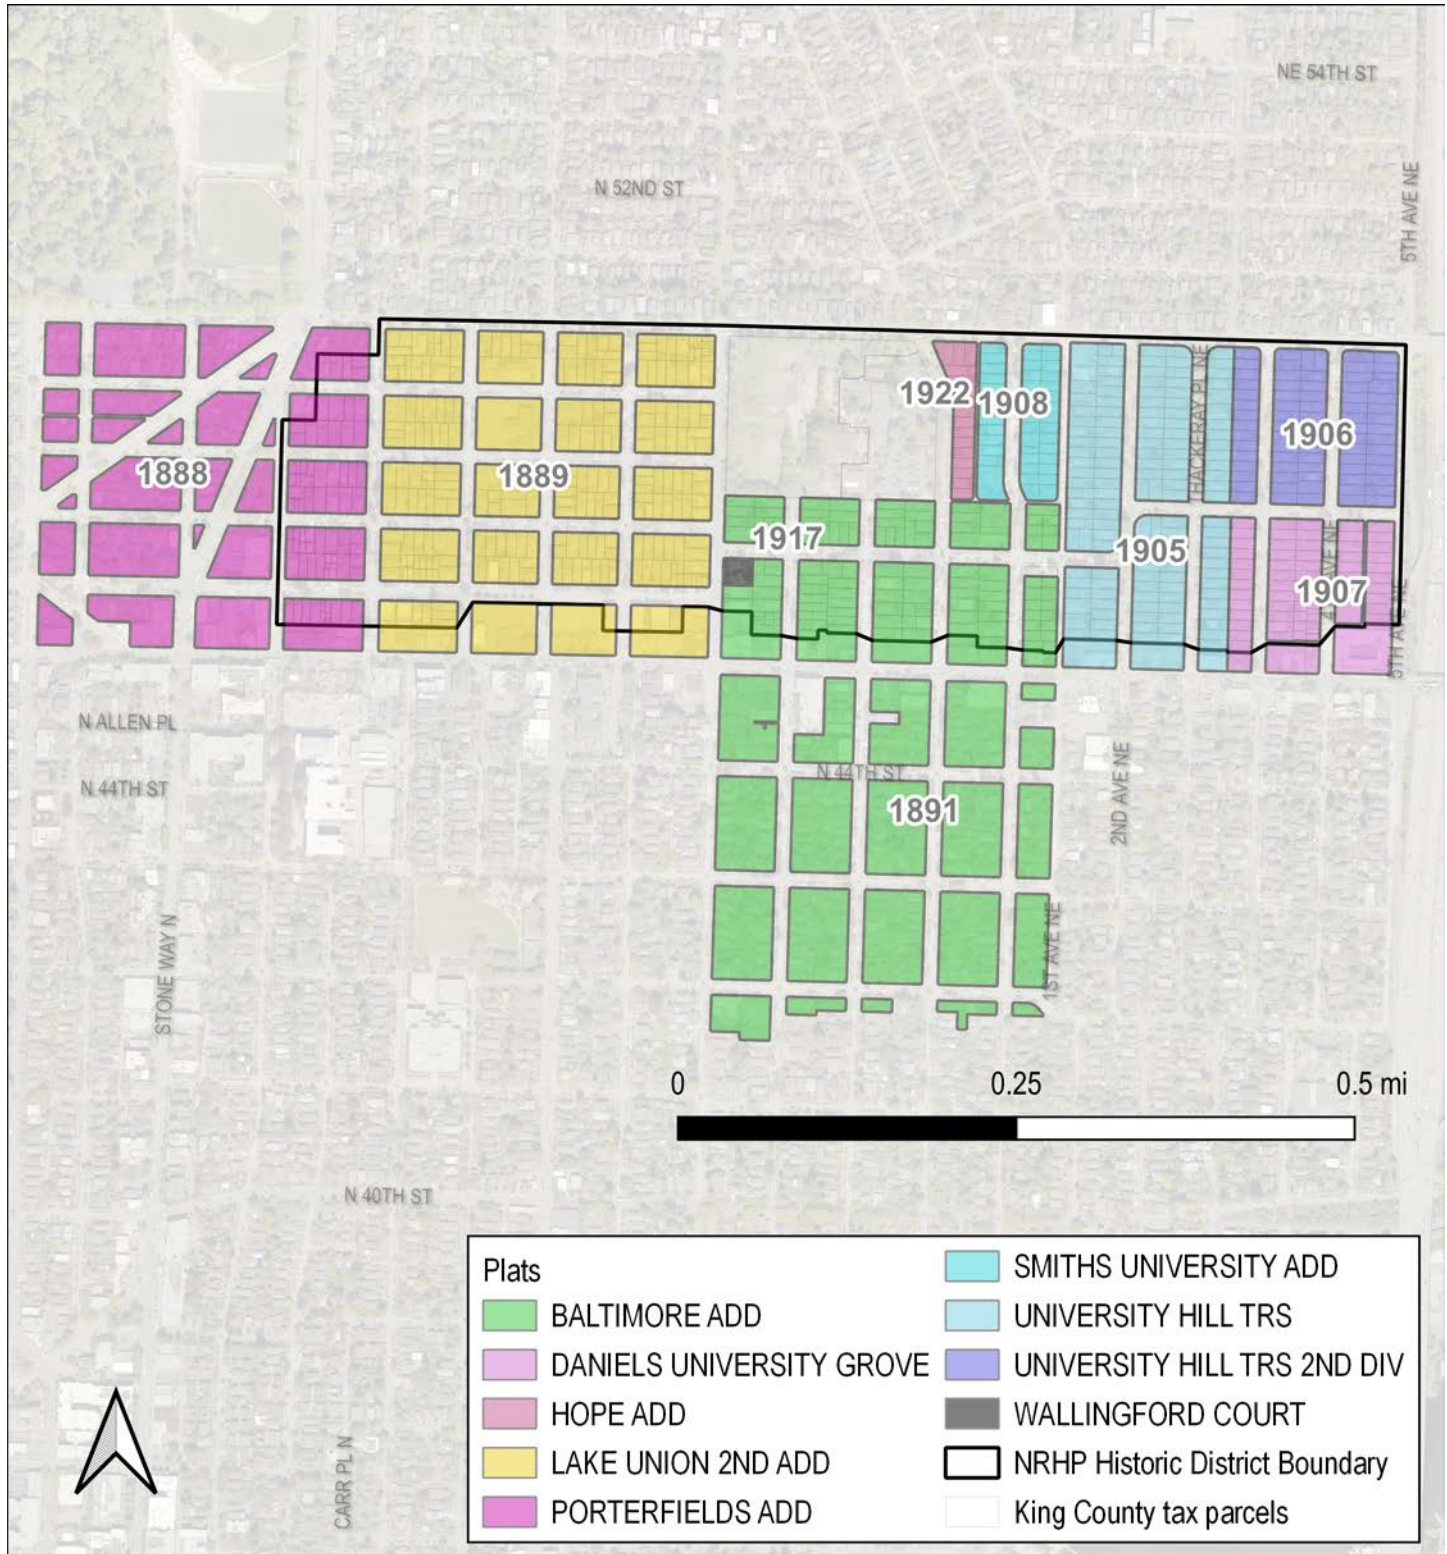 NE 54TH ST
N 52ND ST
5TH AVE NE
1922
1908
THACKERAY PL NE
1906
1888
1889
1917
1905
1907
5TH AVE NE
N ALLEN PL
N 44TH ST
N 44TH ST
1891
2ND AVE NE
STONE WAY N
1ST AVE NE
0 0.25 0.5 mi
N 40TH ST
CARR PL N
Plats
BALTIMORE ADD
DANIELS UNIVERSITY GROVE
HOPE ADD
LAKE UNION 2ND ADD
PORTERFIELDS ADD
SMITHS UNIVERSITY ADD
UNIVERSITY HILL TRS
UNIVERSITY HILL TRS 2ND DIV
WALLINGFORD COURT
NRHP Historic District Boundary
King County tax parcels